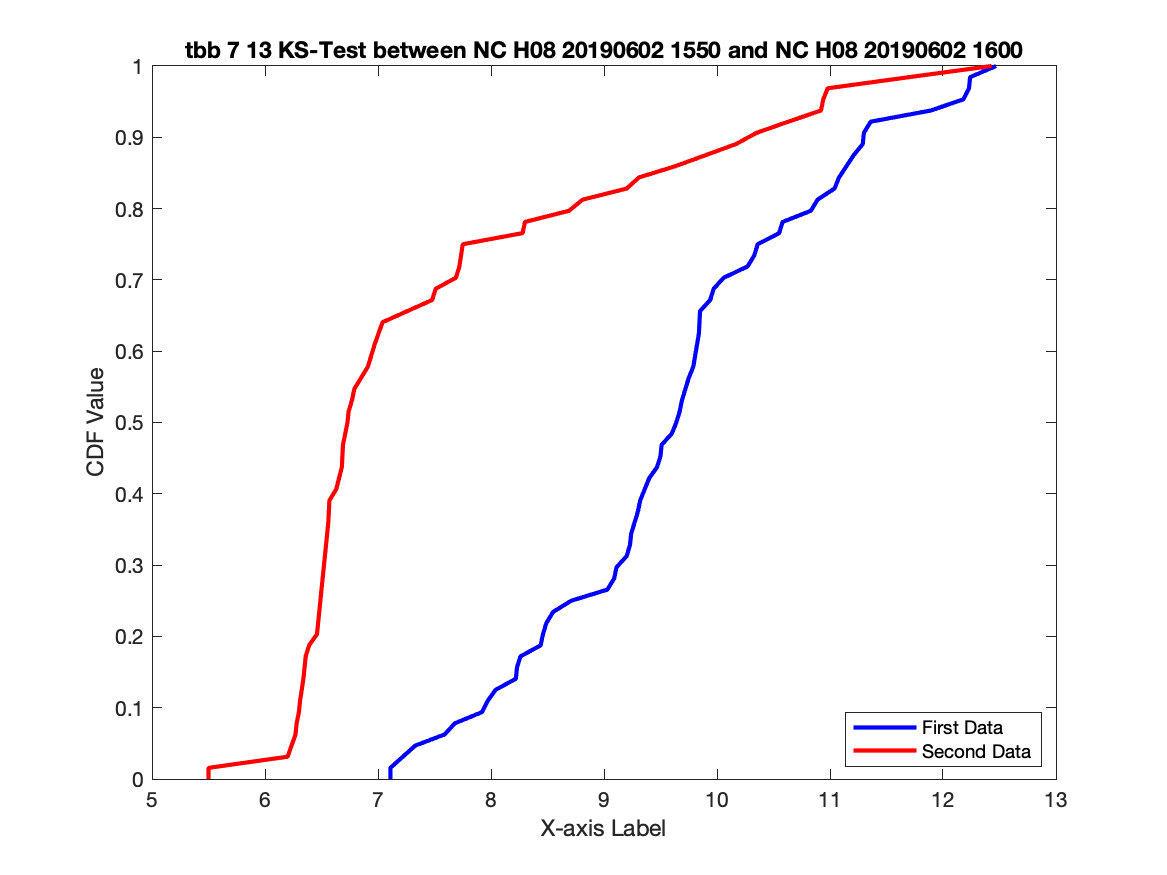 tbb 7 13 KS-Test between NC H08 20190602 1550 and NC H08 20190602 1600
1
0.9
0.8
0.7
0.6
0.5
0.4
0.3
0.2
0.1
0
CDF Value
First Data
Second Data
5 6 7 8 9 10 11 12 13
X-axis Label